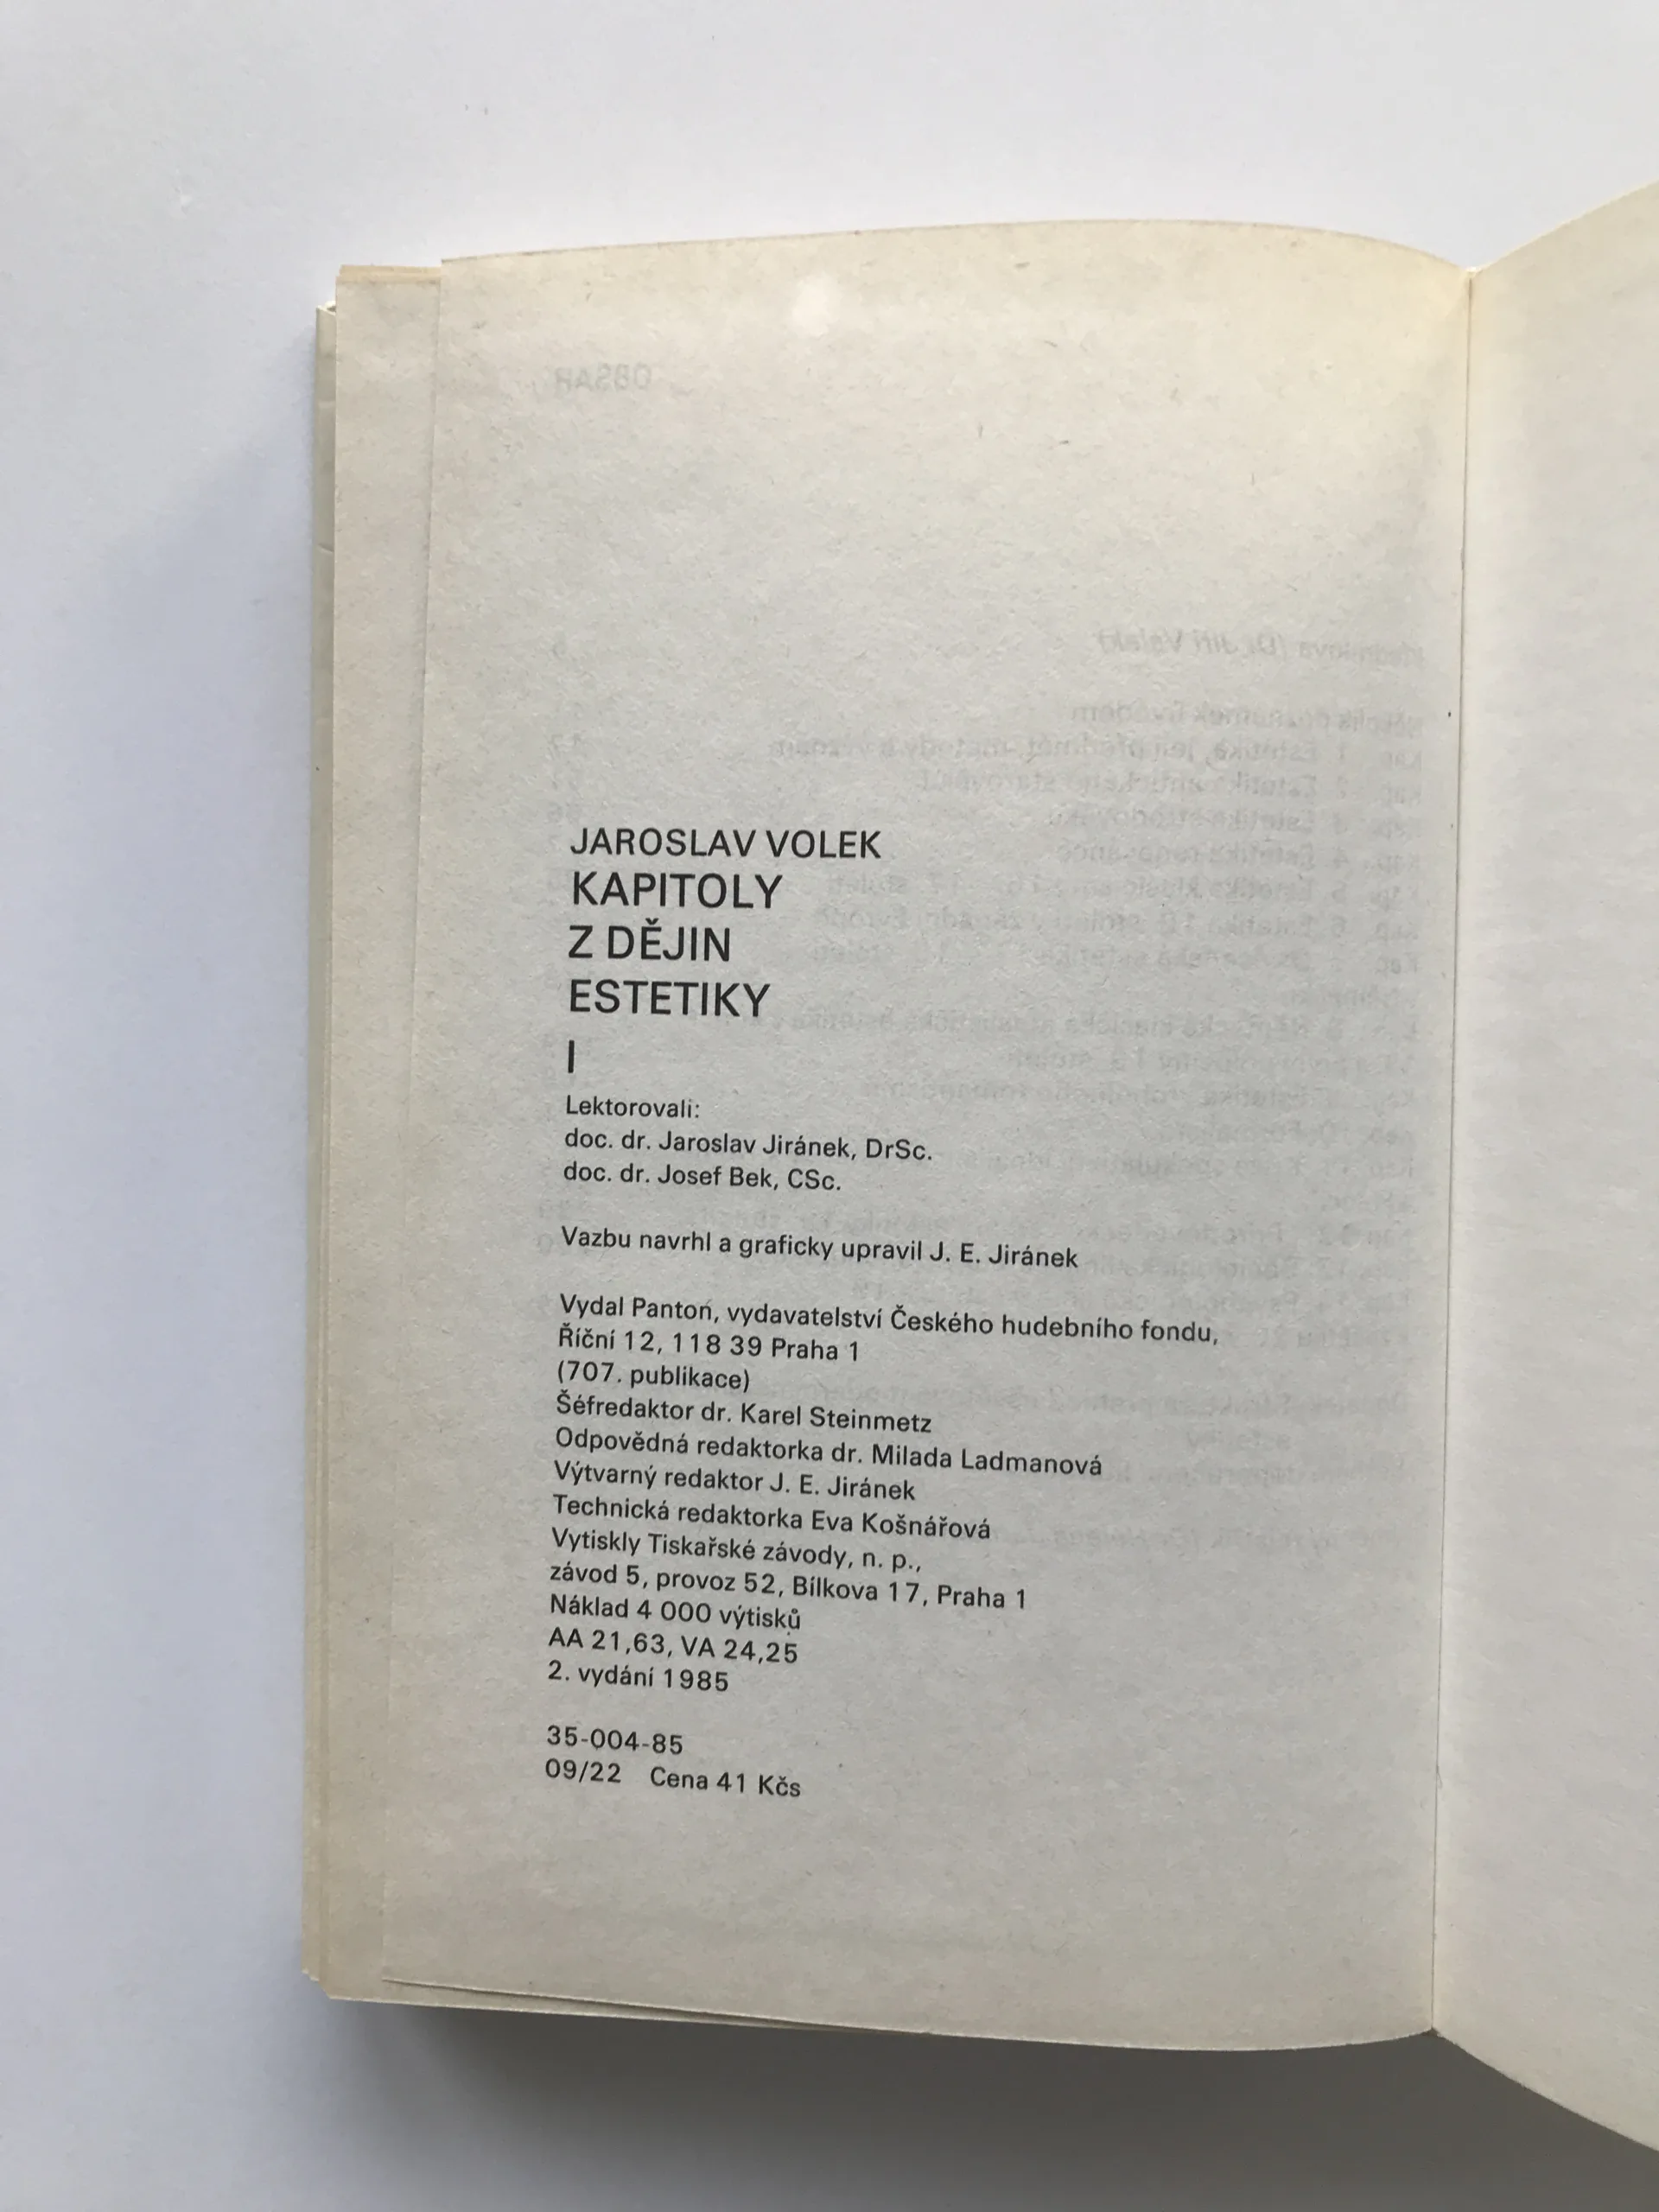 JAROSLAV VOLEK
KAPITOLY
Z DĚJIN
ESTETIKY
I
Lektorovali:
doc. dr. Jaroslav Jiránek, DrSc.
doc. dr. Josef Bek, CSc.
Vazbu navrhl a graficky upravil J. E. Jiránek
Vydal Panton, vydavatelství Českého hudebního fondu,
Říční 12, 118 39 Praha 1
(707. publikace)
Šéfredaktor dr. Karel Steinmetz
Odpovědná redaktorka dr. Milada Ladmanová
Výtvarný redaktor J. E. Jiránek
Technická redaktorka Eva Košnářová
Vytiskly Tiskařské závody, n. p.,
závod 5, provoz 52, Bílkova 17, Praha 1
Náklad 4 000 výtisků
AA 21,63, VA 24,25
2. vydání 1985
35-004-85
09/22 Cena 41 Kčs